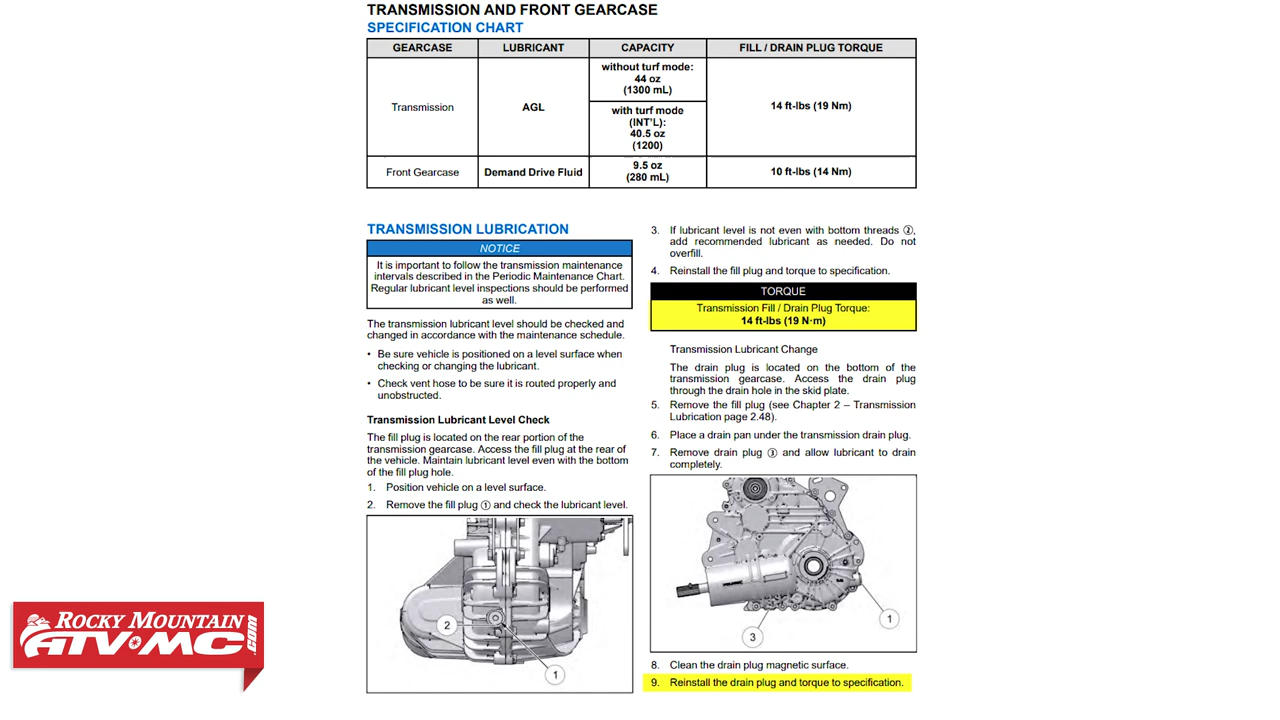 TRANSMISSION AND FRONT GEARCASE
SPECIFICATION CHART
GEARCASE LUBRICANT CAPACITY FILL / DRAIN PLUG TORQUE
Transmission
AGL
without turf mode:
44 oz
(1300 mL)
with turf mode
(INT'L):
40.5 oz
(1200)
14 ft-lbs (19 Nm)
Front Gearcase
Demand Drive Fluid
9.5 oz
(280 mL)
10 ft-lbs (14 Nm)
TRANSMISSION LUBRICATION
NOTICE
It is important to follow the transmission maintenance
intervals described in the Periodic Maintenance Chart.
Regular lubricant level inspections should be performed
as well.
The transmission lubricant level should be checked and
changed in accordance with the maintenance schedule.
• Be sure vehicle is positioned on a level surface when
checking or changing the lubricant.
• Check vent hose to be sure it is routed properly and
unobstructed.
Transmission Lubricant Level Check
The fill plug is located on the rear portion of the
transmission gearcase. Access the fill plug at the rear of
the vehicle. Maintain lubricant level even with the bottom
of the fill plug hole.
1. Position vehicle on a level surface.
2. Remove the fill plug ① and check the lubricant level.
2
1
3. If lubricant level is not even with bottom threads ②,
add recommended lubricant as needed. Do not
overfill.
4. Reinstall the fill plug and torque to specification.
TORQUE
Transmission Fill / Drain Plug Torque:
14 ft-lbs (19 N·m)
Transmission Lubricant Change
The drain plug is located on the bottom of the
transmission gearcase. Access the drain plug
through the drain hole in the skid plate.
5. Remove the fill plug (see Chapter 2 – Transmission
Lubrication page 2.48).
6. Place a drain pan under the transmission drain plug.
7. Remove drain plug ③ and allow lubricant to drain
completely.
1
3
8. Clean the drain plug magnetic surface.
9. Reinstall the drain plug and torque to specification.
ROCKY MOUNTAIN
ATV•MC.com